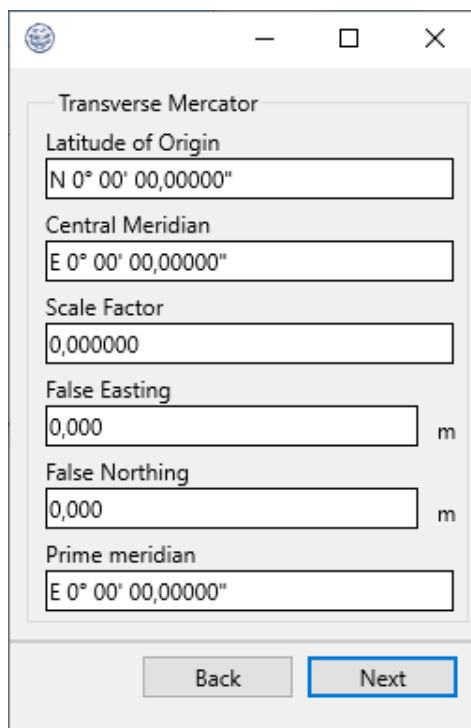 Transverse Mercator
Latitude of Origin
N 0° 00' 00,00000"
Central Meridian
E 0° 00' 00,00000"
Scale Factor
0,000000
False Easting
0,000 m
False Northing
0,000 m
Prime meridian
E 0° 00' 00,00000"
Back Next